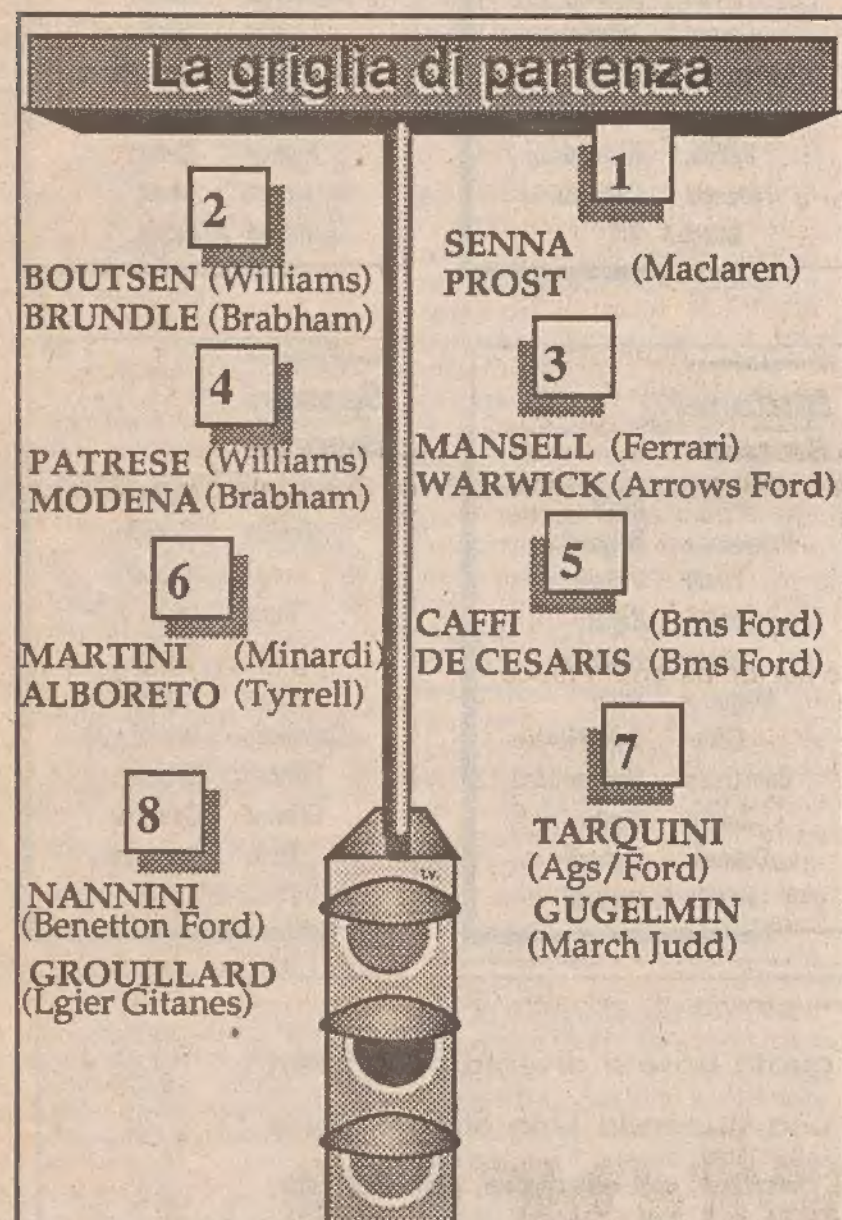 La griglia di partenza
1
SENNA
PROST (Maclaren)
2
BOUTSEN (Williams)
BRUNDLE (Brabham)
3
MANSELL (Ferrari)
WARWICK (Arrows Ford)
4
PATRESE (Williams)
MODENA (Brabham)
5
CAFFI (Bms Ford)
DE CESARIS (Bms Ford)
6
MARTINI (Minardi)
ALBORETO (Tyrrell)
7
TARQUINI
(Ags/Ford)
GUGELMIN
(March Judd)
8
NANNINI
(Benetton Ford)
GROUILLARD
(Lgier Gitanes)
T.V.